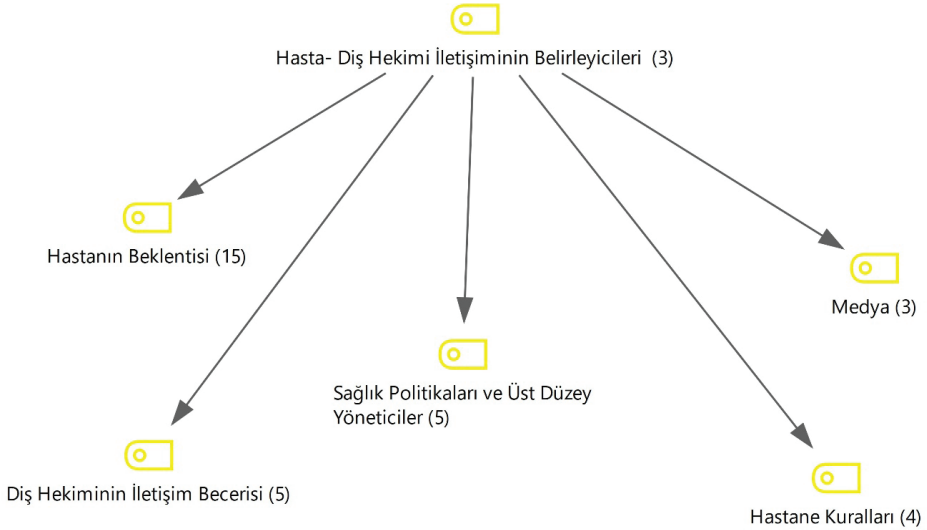 Hasta- Diş Hekimi İletişiminin Belirleyicileri (3)
Hastanın Beklentisi (15)
Medya (3)
Sağlık Politikaları ve Üst Düzey
Yöneticiler (5)
Diş Hekiminin İletişim Becerisi (5)
Hastane Kuralları (4)